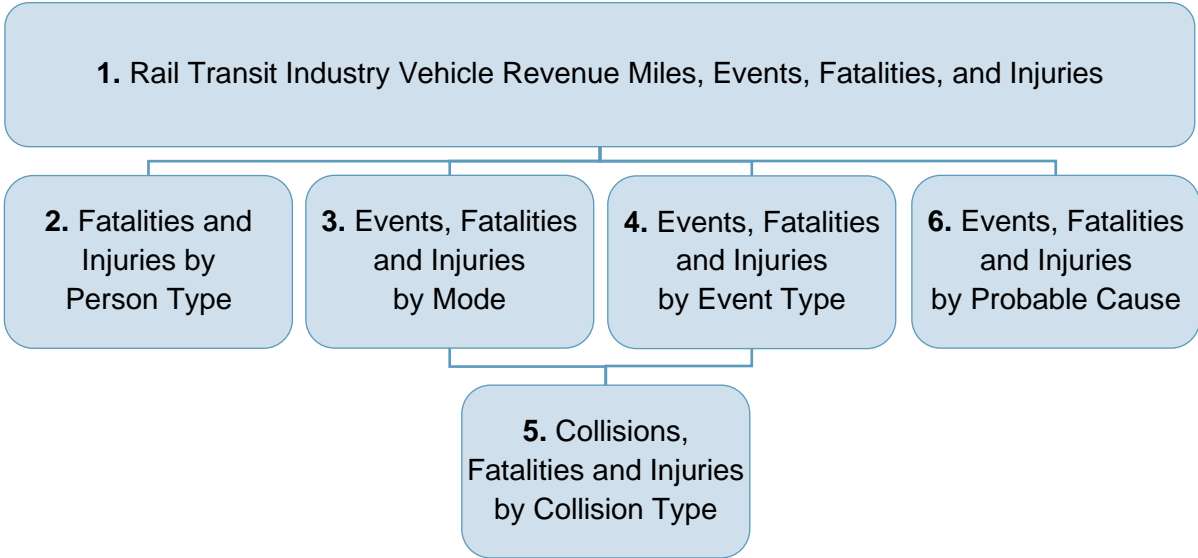 1. Rail Transit Industry Vehicle Revenue Miles, Events, Fatalities, and Injuries
2. Fatalities and
Injuries by
Person Type
3. Events, Fatalities
and Injuries
by Mode
4. Events, Fatalities
and Injuries
by Event Type
6. Events, Fatalities
and Injuries
by Probable Cause
5. Collisions,
Fatalities and Injuries
by Collision Type